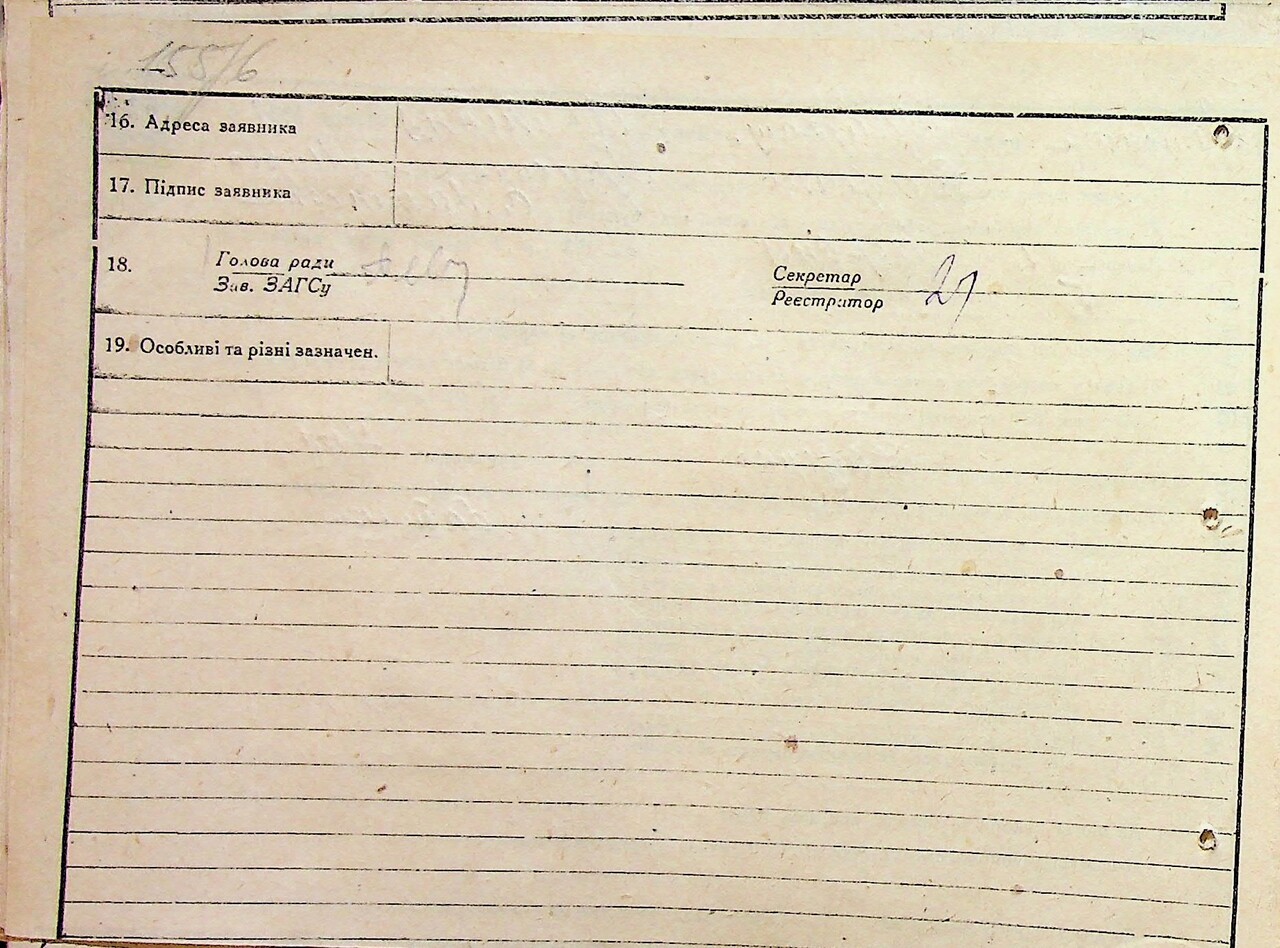 155/6
16. Адреса заявника
17. Підпис заявника
18. Голова ради
Зав. ЗАГСу
Секретар
Реєстратор
19. Особливі та різні зазначен.